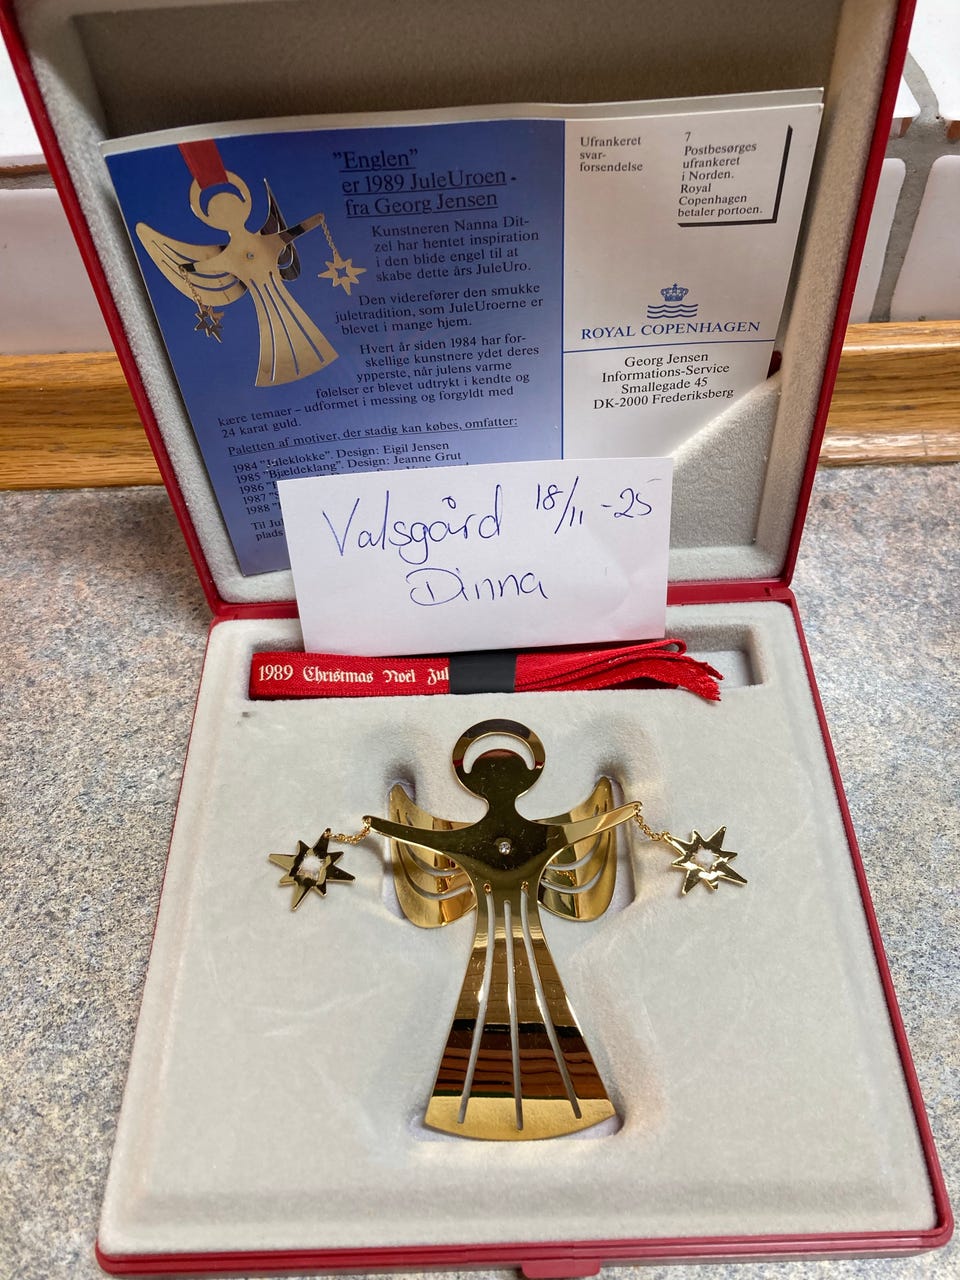 "Englen"
er 1989 JuleUroen -
fra Georg Jensen
Kunstneren Nanna Dit-
zel har hentet inspiration
i den blide engel til at
skabe dette års JuleUro.
Den viderefører den smukke
juletradition, som JuleUroerne er
blevet i mange hjem.
Hvert år siden 1984 har for-
skellige kunstnere ydet deres
ypperste, når julens varme
følelser er blevet udtrykt i kendte og
kære temaer – udformet i messing og forgyldt med
24 karat guld.
Paletten af motiver, der stadig kan købes, omfatter:
1984 "Juleklokke". Design: Eigil Jensen
1985 "Bjældeklang". Design: Jeanne Grut
1986
1987
1988
Til Ju
plads
Ufrankeret
svar-
forsendelse
7
Postbesørges
ufrankeret
i Norden.
Royal
Copenhagen
betaler portoen.
ROYAL COPENHAGEN
Georg Jensen
Informations-Service
Smallegade 45
DK-2000 Frederiksberg
Valsgård 18/11 -25
Dinna
1989 Christmas Noël Jul